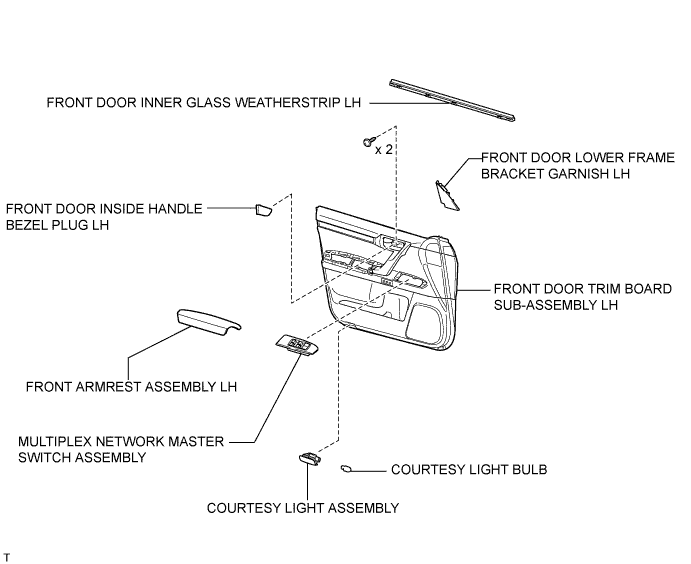 FRONT DOOR INNER GLASS WEATHERSTRIP LH
x 2
FRONT DOOR LOWER FRAME
BRACKET GARNISH LH
FRONT DOOR INSIDE HANDLE
BEZEL PLUG LH
FRONT DOOR TRIM BOARD
SUB-ASSEMBLY LH
FRONT ARMREST ASSEMBLY LH
MULTIPLEX NETWORK MASTER
SWITCH ASSEMBLY
COURTESY LIGHT BULB
COURTESY LIGHT ASSEMBLY
T